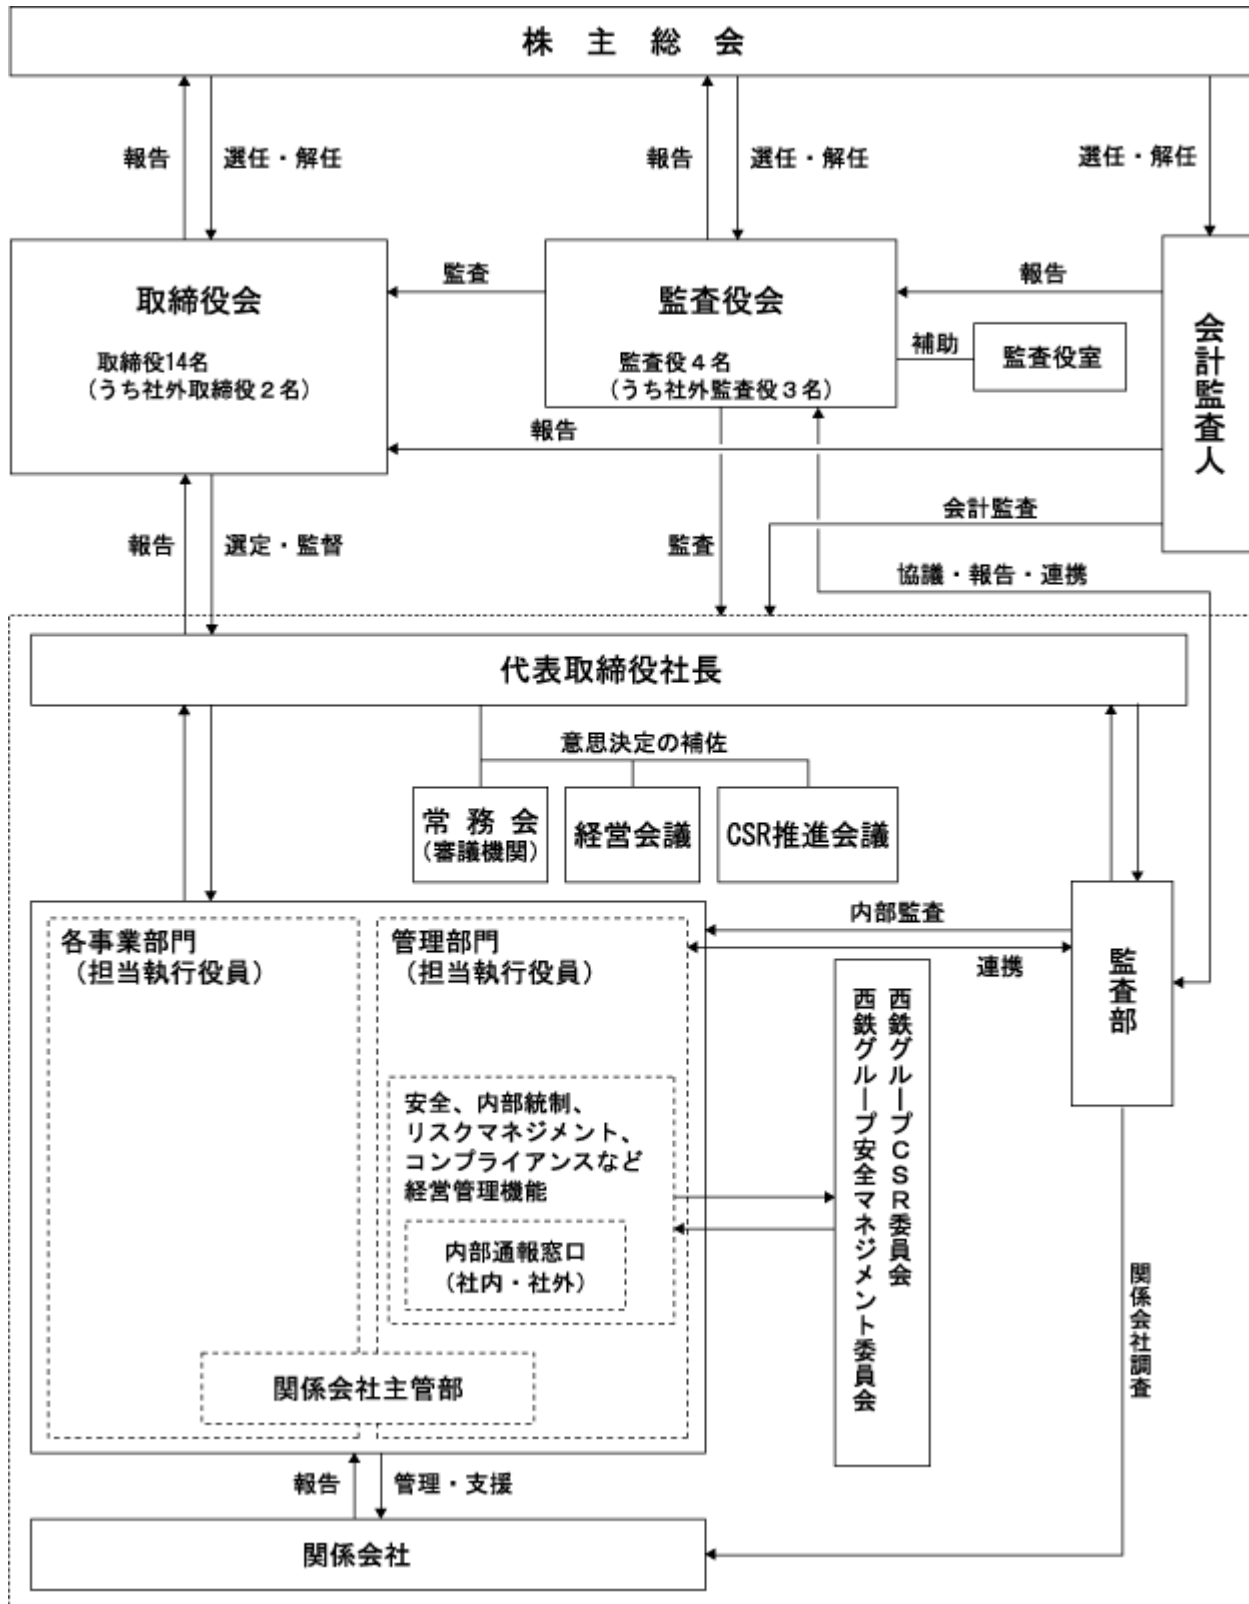 株主総会
報告
選任・解任
報告
選任・解任
選任・解任
取締役会
取締役14名
（うち社外取締役２名）
監査
監査役会
監査役４名
（うち社外監査役３名）
報告
補助
監査役室
会計監査人
報告
会計監査
報告
選定・監督
監査
協議・報告・連携
代表取締役社長
意思決定の補佐
常務会
（審議機関）
経営会議
CSR推進会議
各事業部門
（担当執行役員）
管理部門
（担当執行役員）
内部監査
連携
監査部
安全、内部統制、
リスクマネジメント、
コンプライアンスなど
経営管理機能
内部通報窓口
（社内・社外）
西鉄グループＣＳＲ委員会
西鉄グループ安全マネジメント委員会
関係会社調査
関係会社主管部
報告
管理・支援
関係会社